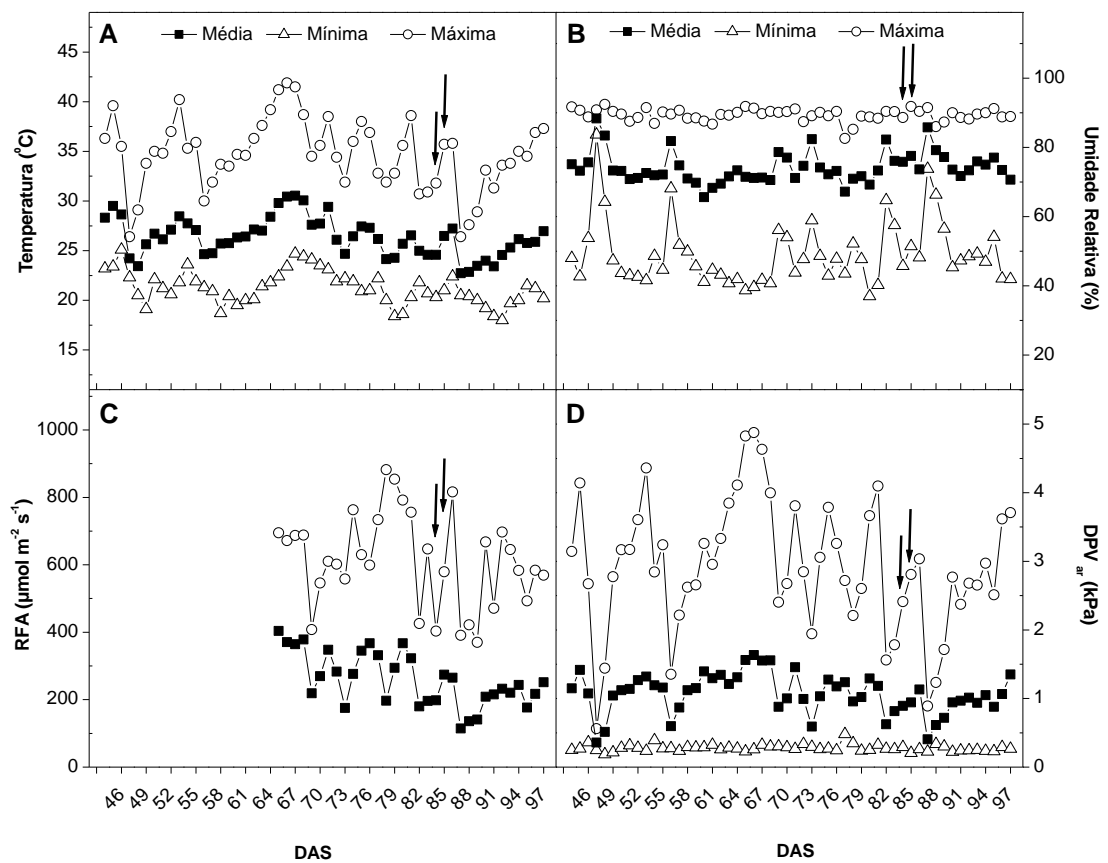 A
Média Mínima Máxima
45
40
35
30
25
20
15
Temperatura (°C)
B
Média Mínima Máxima
100
80
60
40
20
Umidade Relativa (%)
C
1000
800
600
400
200
0
RFA (µmol m⁻² s⁻¹)
D
5
4
3
2
1
0
DPV ar (kPa)
46 49 52 55 58 61 64 67 70 73 76 79 82 85 88 91 94 97
DAS
46 49 52 55 58 61 64 67 70 73 76 79 82 85 88 91 94 97
DAS